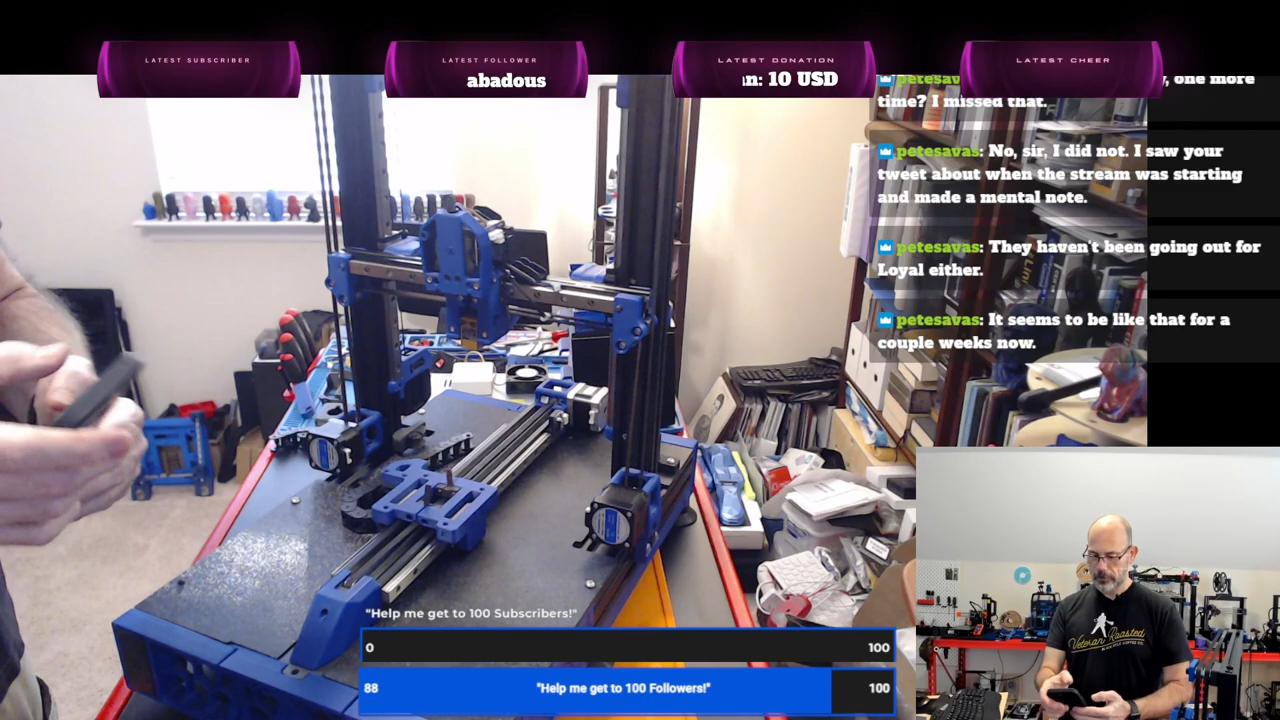 LATEST SUBSCRIBER
LATEST FOLLOWER
LATEST DONATION
LATEST CHEER
abadous
n: 10 USD
petesavas
, one more
time? I missed that.
petesavas: No, sir, I did not. I saw your
tweet about when the stream was starting
and made a mental note.
petesavas: They haven't been going out for
Loyal either.
petesavas: It seems to be like that for a
couple weeks now.
Veteran Roasted
"Help me get to 100 Subscribers!"
0
100
88
"Help me get to 100 Followers!"
100